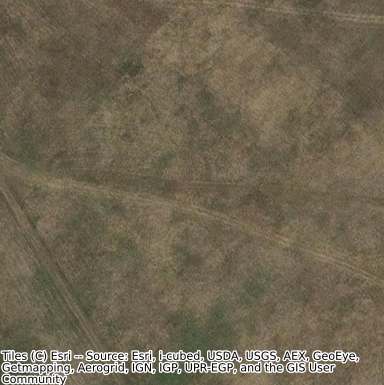 Tiles (C) Esri -- Source: Esri, i-cubed, USDA, USGS, AEX, GeoEye,
Getmapping, Aerogrid, IGN, IGP, UPR-EGP, and the GIS User
Community